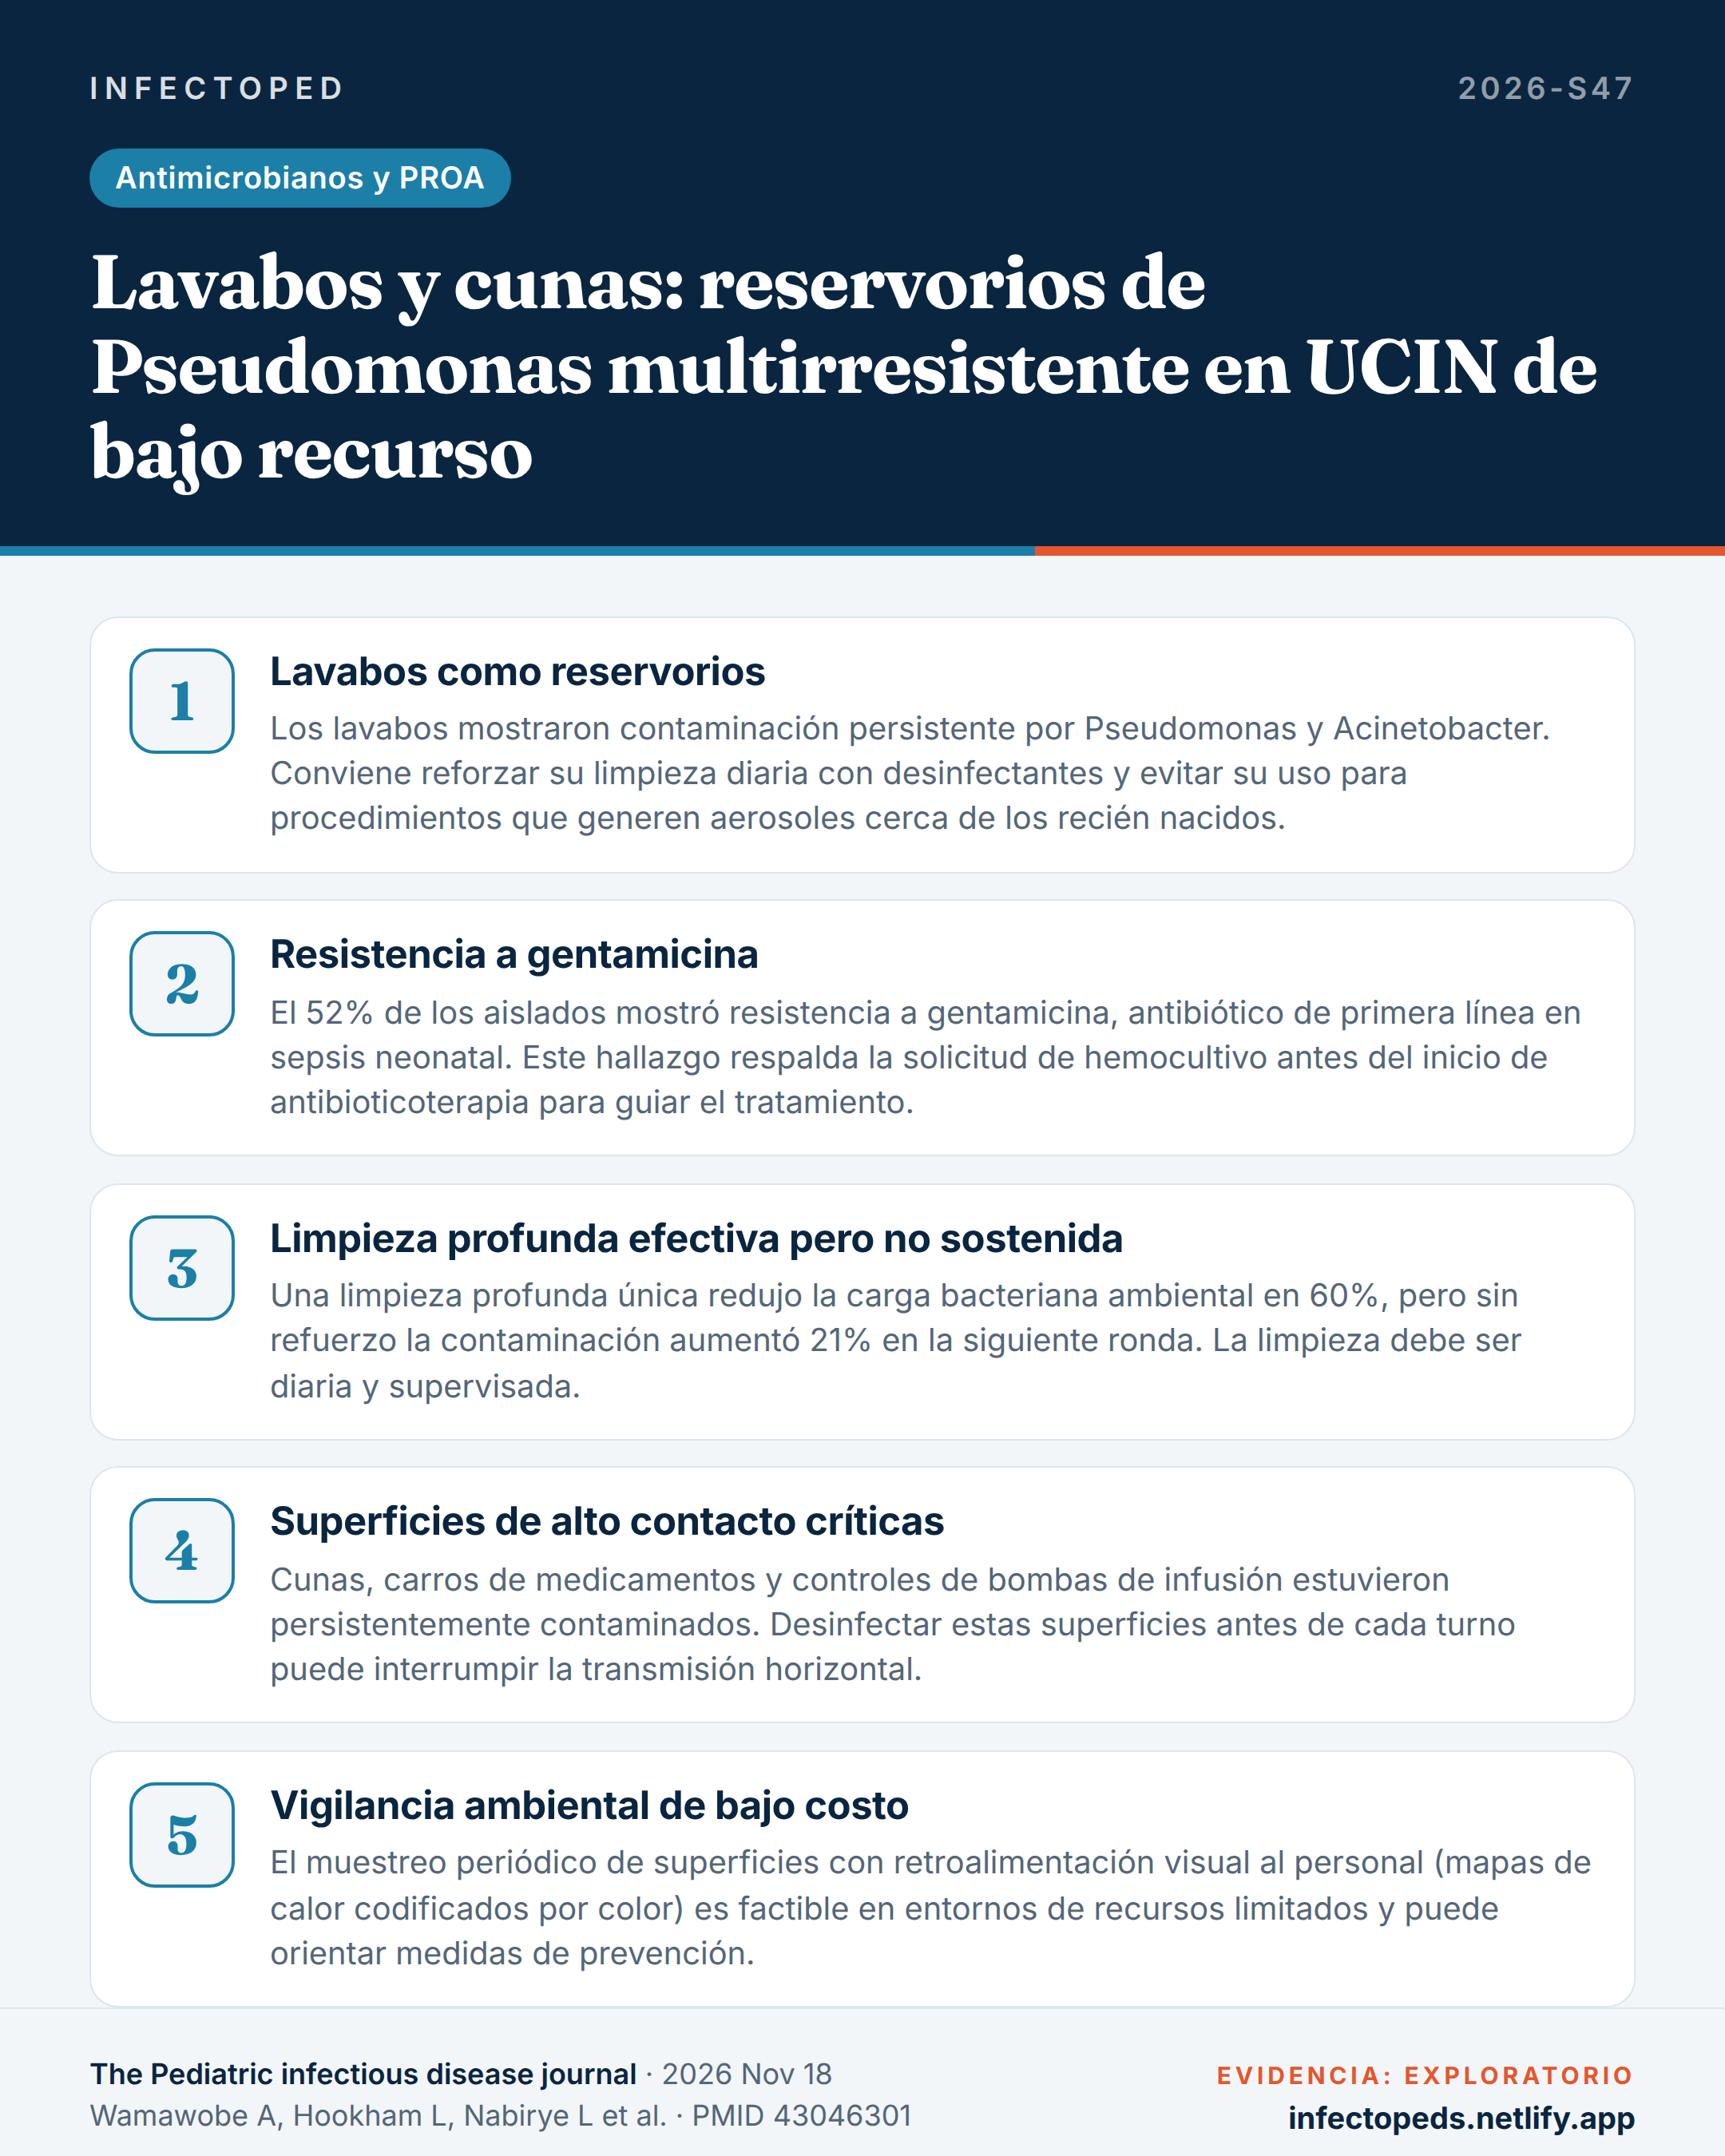 INFECTOPED
2026-S47
Antimicrobianos y PROA
Lavabos y cunas: reservorios de
Pseudomonas multirresistente en UCIN de
bajo recurso
1
Lavabos como reservorios
Los lavabos mostraron contaminación persistente por Pseudomonas y Acinetobacter.
Conviene reforzar su limpieza diaria con desinfectantes y evitar su uso para
procedimientos que generen aerosoles cerca de los recién nacidos.
2
Resistencia a gentamicina
El 52% de los aislados mostró resistencia a gentamicina, antibiótico de primera línea en
sepsis neonatal. Este hallazgo respalda la solicitud de hemocultivo antes del inicio de
antibioticoterapia para guiar el tratamiento.
3
Limpieza profunda efectiva pero no sostenida
Una limpieza profunda única redujo la carga bacteriana ambiental en 60%, pero sin
refuerzo la contaminación aumentó 21% en la siguiente ronda. La limpieza debe ser
diaria y supervisada.
4
Superficies de alto contacto críticas
Cunas, carros de medicamentos y controles de bombas de infusión estuvieron
persistentemente contaminados. Desinfectar estas superficies antes de cada turno
puede interrumpir la transmisión horizontal.
5
Vigilancia ambiental de bajo costo
El muestreo periódico de superficies con retroalimentación visual al personal (mapas de
calor codificados por color) es factible en entornos de recursos limitados y puede
orientar medidas de prevención.
The Pediatric infectious disease journal · 2026 Nov 18
Wamawobe A, Hookham L, Nabirye L et al. · PMID 43046301
EVIDENCIA: EXPLORATORIO
infectopeds.netlify.app